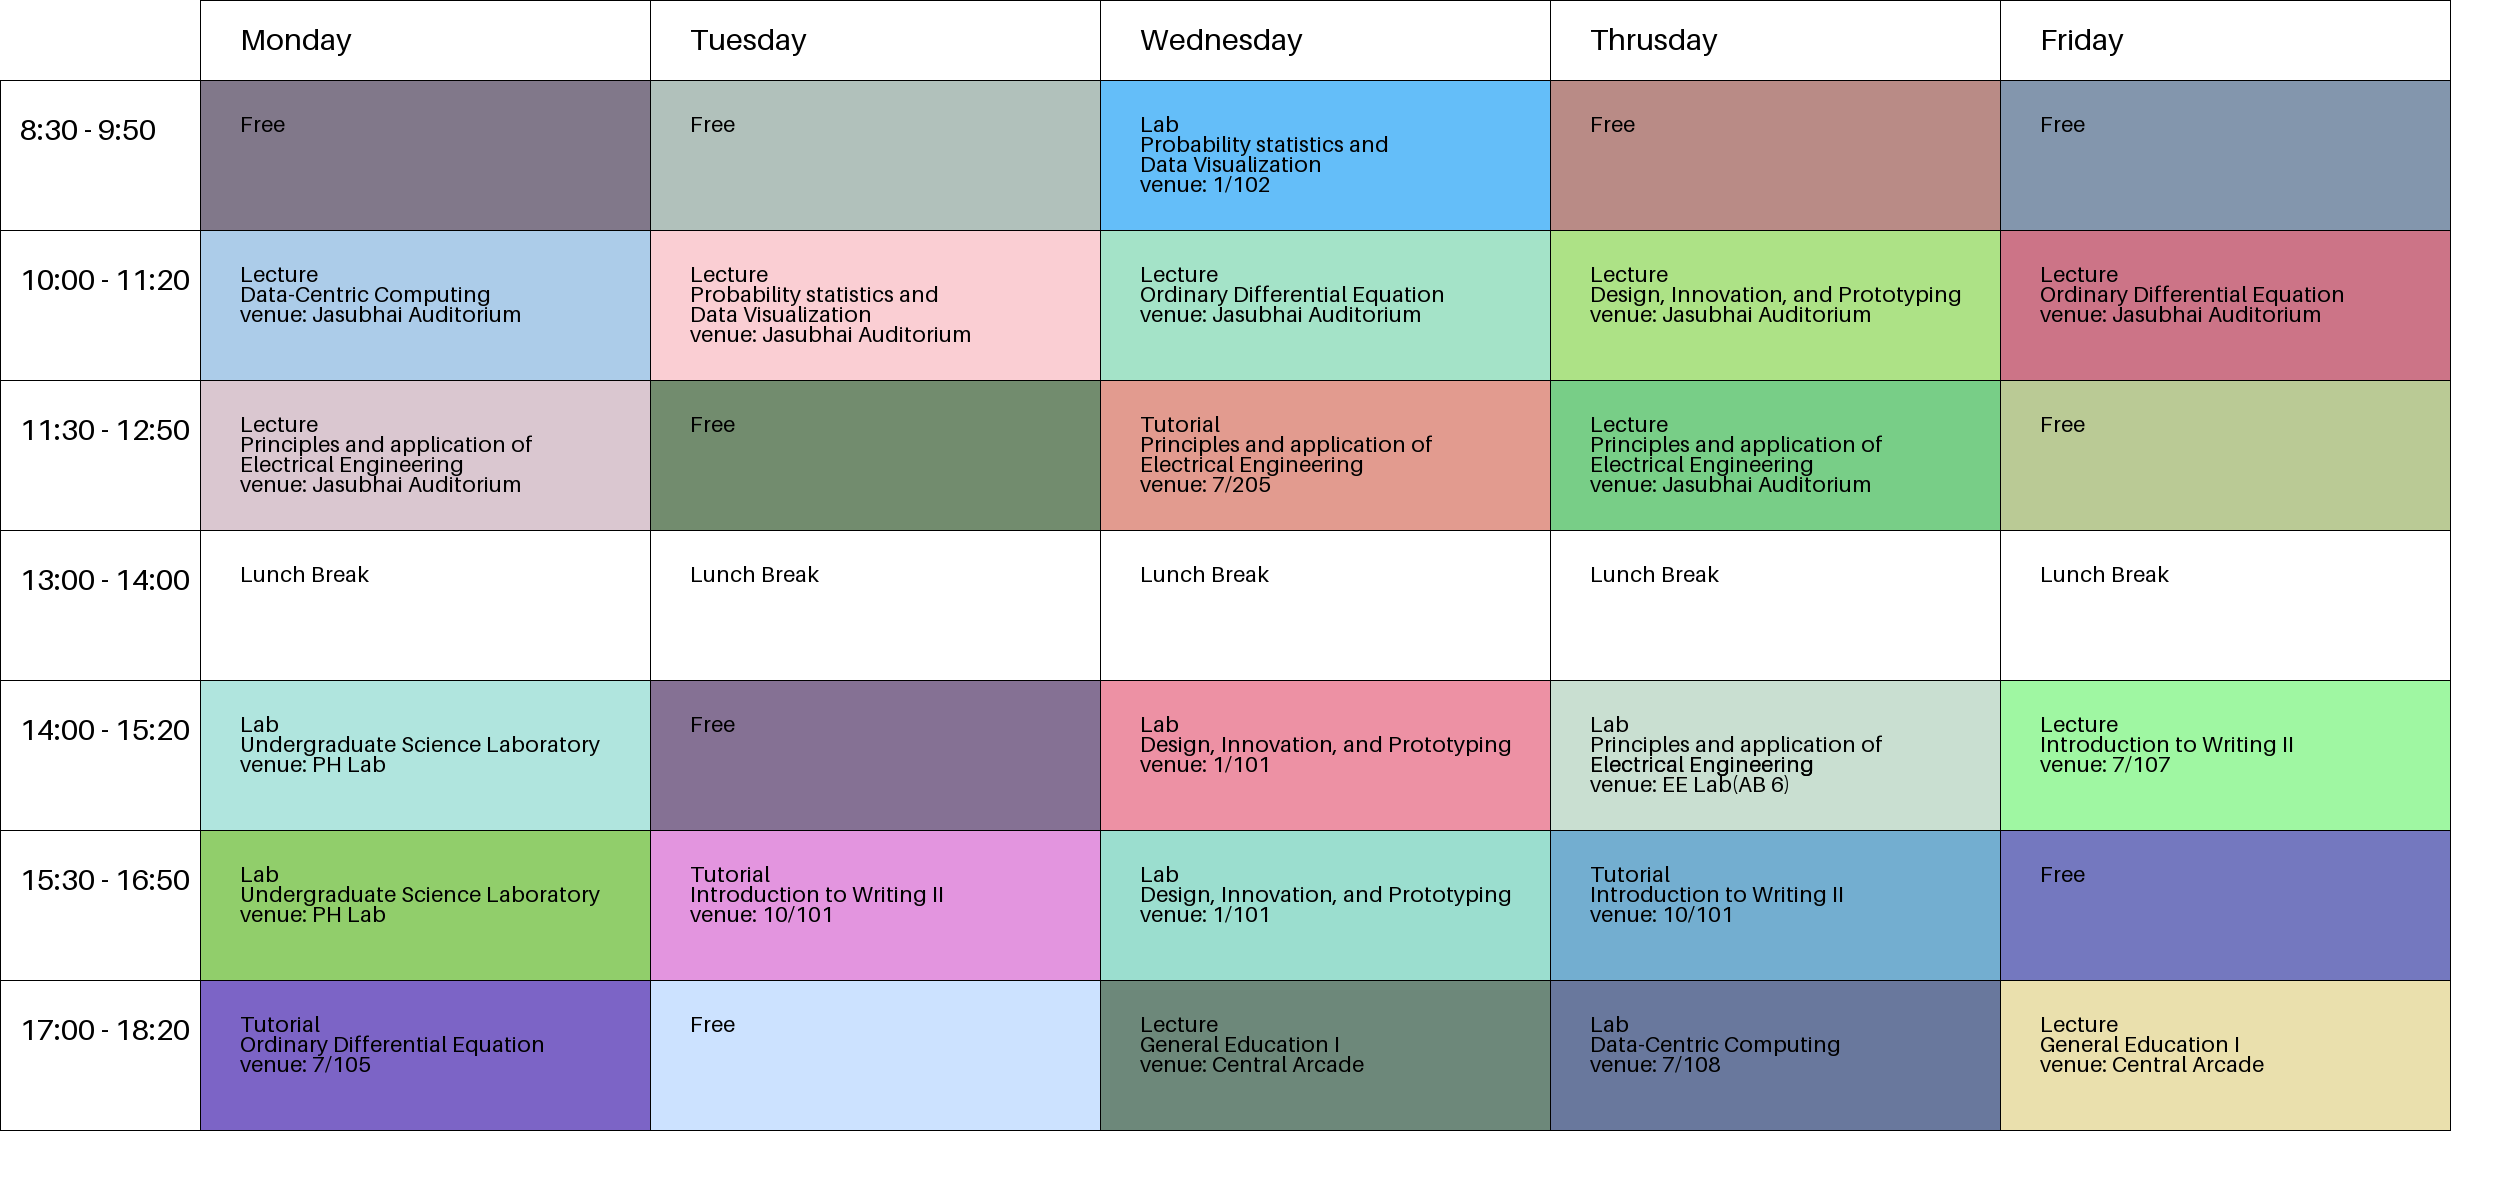 Monday
Tuesday
Wednesday
Thrusday
Friday
8:30 - 9:50
Free
Free
Lab
Probability statistics and
Data Visualization
venue: 1/102
Free
Free
10:00 - 11:20
Lecture
Data-Centric Computing
venue: Jasubhai Auditorium
Lecture
Probability statistics and
Data Visualization
venue: Jasubhai Auditorium
Lecture
Ordinary Differential Equation
venue: Jasubhai Auditorium
Lecture
Design, Innovation, and Prototyping
venue: Jasubhai Auditorium
Lecture
Ordinary Differential Equation
venue: Jasubhai Auditorium
11:30 - 12:50
Lecture
Principles and application of
Electrical Engineering
venue: Jasubhai Auditorium
Free
Tutorial
Principles and application of
Electrical Engineering
venue: 7/205
Lecture
Principles and application of
Electrical Engineering
venue: Jasubhai Auditorium
Free
13:00 - 14:00
Lunch Break
Lunch Break
Lunch Break
Lunch Break
Lunch Break
14:00 - 15:20
Lab
Undergraduate Science Laboratory
venue: PH Lab
Free
Lab
Design, Innovation, and Prototyping
venue: 1/101
Lab
Principles and application of
Electrical Engineering
venue: EE Lab(AB 6)
Lecture
Introduction to Writing II
venue: 7/107
15:30 - 16:50
Lab
Undergraduate Science Laboratory
venue: PH Lab
Tutorial
Introduction to Writing II
venue: 10/101
Lab
Design, Innovation, and Prototyping
venue: 1/101
Tutorial
Introduction to Writing II
venue: 10/101
Free
17:00 - 18:20
Tutorial
Ordinary Differential Equation
venue: 7/105
Free
Lecture
General Education I
venue: Central Arcade
Lab
Data-Centric Computing
venue: 7/108
Lecture
General Education I
venue: Central Arcade